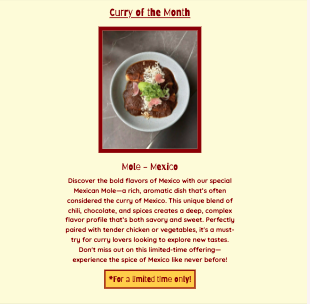 Curry of the Month
Mole - Mexico
Discover the bold flavors of Mexico with our special
Mexican Mole—a rich, aromatic dish that's often
considered the curry of Mexico. This unique blend of
chili, chocolate, and spices creates a deep, complex
flavor profile that's both savory and sweet. Perfectly
paired with tender chicken or vegetables, it's a must-
try for curry lovers looking to explore new tastes.
Don't miss out on this limited-time offering—
experience the spice of Mexico like never before!
*For a limited time only!